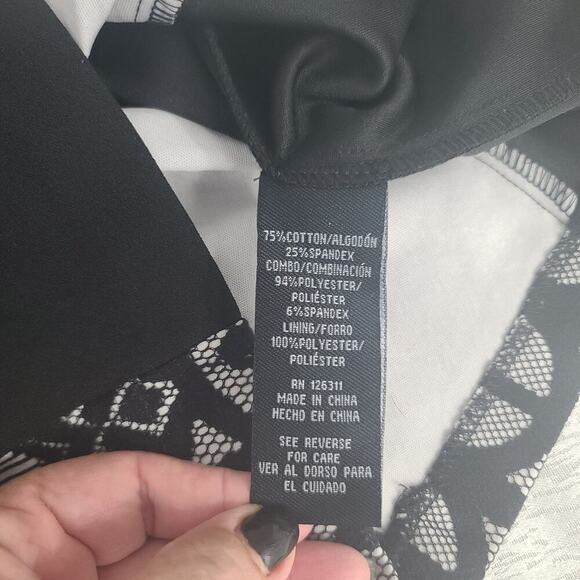 75%COTTON/ALGODÓN
25%SPANDEX
COMBO/COMBINACIÓN
94%POLYESTER/
POLIÉSTER
6%SPANDEX
LINING/FORRO
100%POLYESTER/
POLIÉSTER
RN 126311
MADE IN CHINA
HECHO EN CHINA
SEE REVERSE
FOR CARE
VER AL DORSO PARA
EL CUIDADO